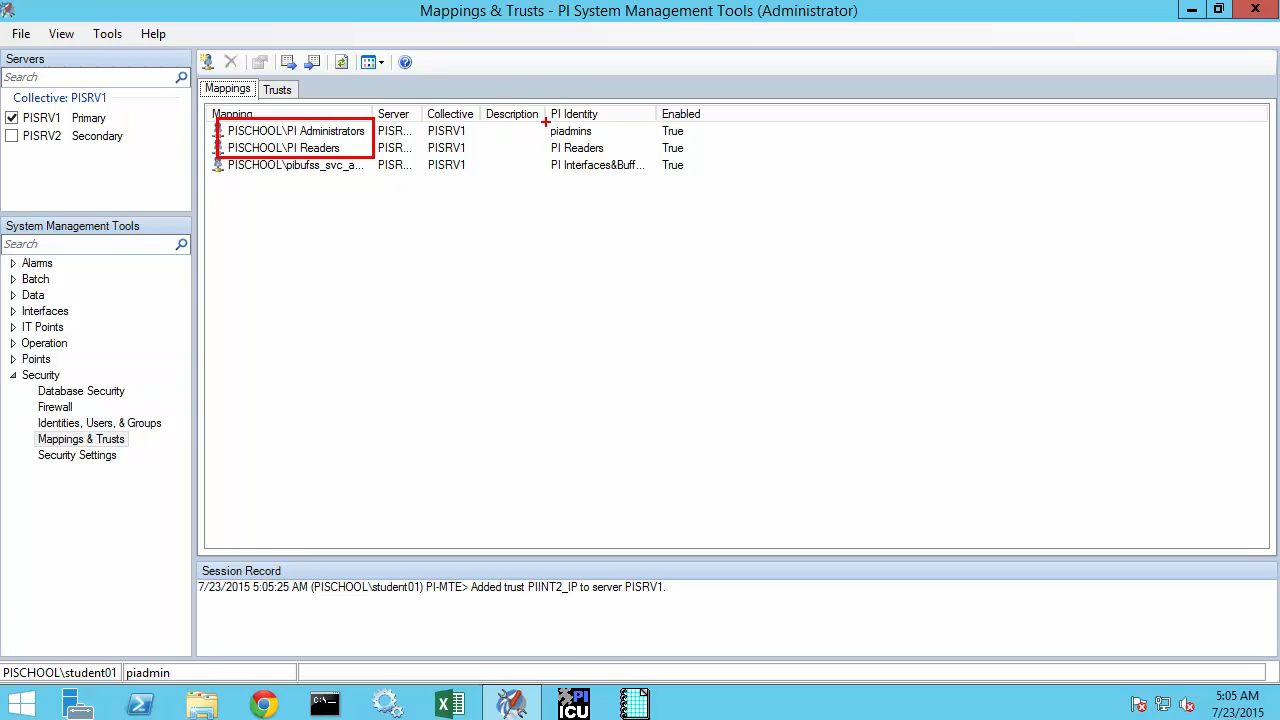 Mappings & Trusts - PI System Management Tools (Administrator)
File View Tools Help
Servers
Search
Collective: PISRV1
PISRV1 Primary
PISRV2 Secondary
System Management Tools
Search
Alarms
Batch
Data
Interfaces
IT Points
Operation
Points
Security
Database Security
Firewall
Identities, Users, & Groups
Mappings & Trusts
Security Settings
Mappings Trusts
Mapping Server Collective Description PI Identity Enabled
PISCHOOL\PI Administrators PISR... PISRV1 piadmins True
PISCHOOL\PI Readers PISR... PISRV1 PI Readers True
PISCHOOL\pibufss_svc_a... PISR... PISRV1 PI Interfaces&Buff... True
Session Record
7/23/2015 5:05:25 AM (PISCHOOL\student01) PI-MTE> Added trust PIINT2_IP to server PISRV1.
PISCHOOL\student01 piadmin
PI
ICU
5:05 AM
7/23/2015